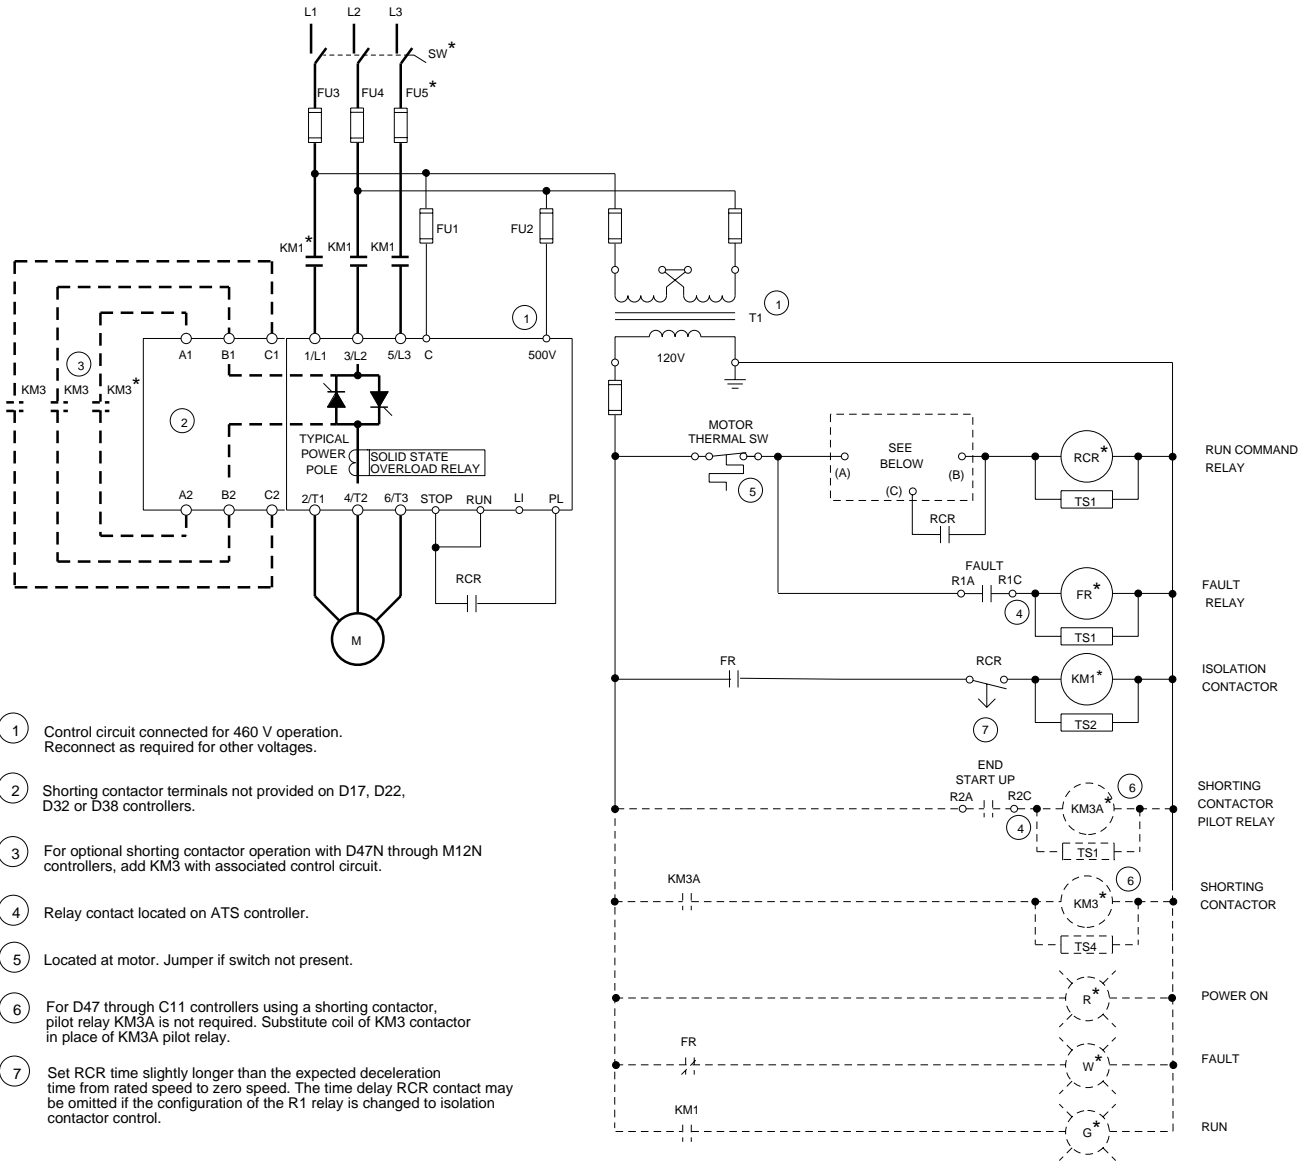 L1 L2 L3
SW*
FU3 FU4 FU5*
FU1 FU2
KM1* KM1 KM1
1
T1
1
A1 B1 C1 1/L1 3/L2 5/L3 C 500V
120V
3
KM3 KM3 KM3*
2
TYPICAL
POWER
POLE
SOLID STATE
OVERLOAD RELAY
A2 B2 C2 2/T1 4/T2 6/T3 STOP RUN LI PL
RCR
M
MOTOR
THERMAL SW
5
SEE
BELOW
(A) (B)
(C)
RCR
RCR*
TS1
RUN COMMAND
RELAY
FAULT
R1A R1C
4
FR*
TS1
FAULT
RELAY
FR
RCR
7
KM1*
TS2
ISOLATION
CONTACTOR
END
START UP
R2A R2C
4
KM3A*
6
TS1
SHORTING
CONTACTOR
PILOT RELAY
KM3A
KM3*
6
TS4
SHORTING
CONTACTOR
R*
POWER ON
FR
W*
FAULT
KM1
G*
RUN
1 Control circuit connected for 460 V operation.
Reconnect as required for other voltages.
2 Shorting contactor terminals not provided on D17, D22,
D32 or D38 controllers.
3 For optional shorting contactor operation with D47N through M12N
controllers, add KM3 with associated control circuit.
4 Relay contact located on ATS controller.
5 Located at motor. Jumper if switch not present.
6 For D47 through C11 controllers using a shorting contactor,
pilot relay KM3A is not required. Substitute coil of KM3 contactor
in place of KM3A pilot relay.
7 Set RCR time slightly longer than the expected deceleration
time from rated speed to zero speed. The time delay RCR contact may
be omitted if the configuration of the R1 relay is changed to isolation
contactor control.